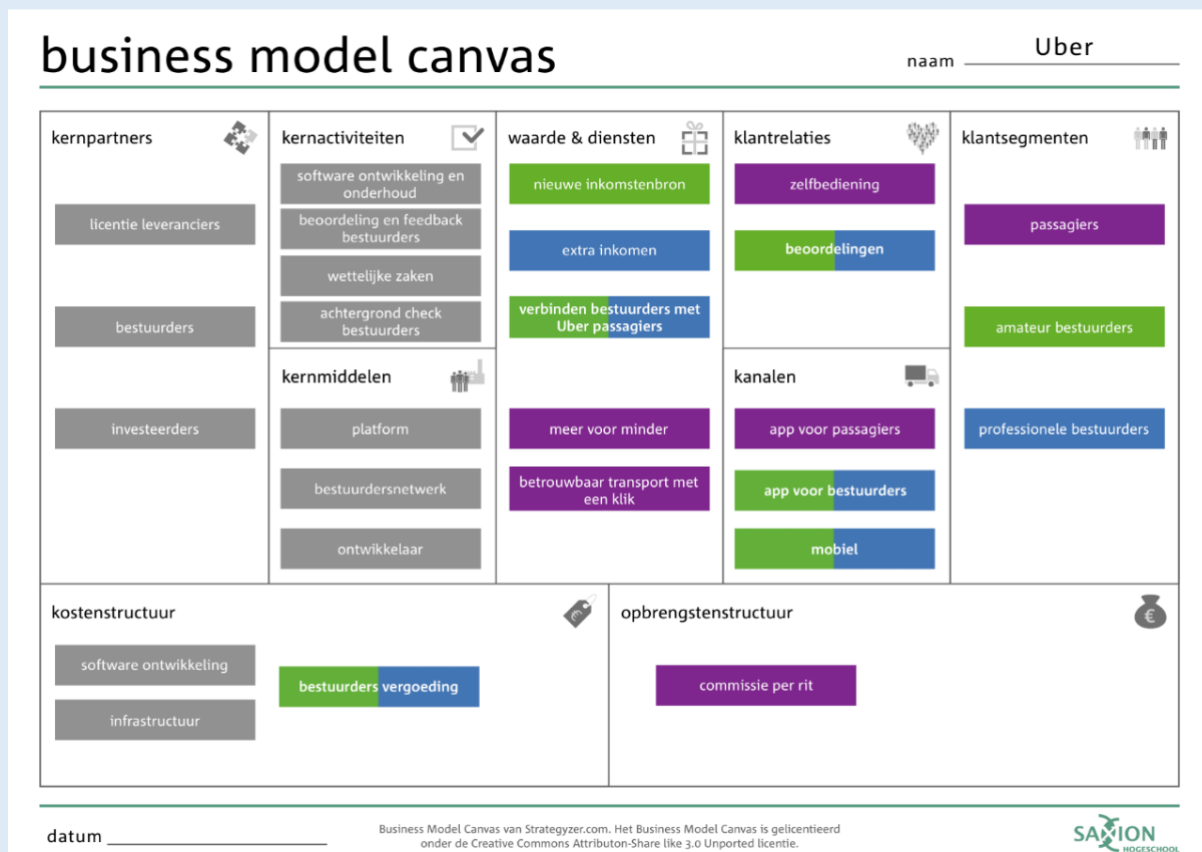 business model canvas
naam Uber
kernpartners
licentie leveranciers
bestuurders
investeerders
kernactiviteiten
software ontwikkeling en
onderhoud
beoordeling en feedback
bestuurders
wettelijke zaken
achtergrond check
bestuurders
kernmiddelen
platform
bestuurdersnetwerk
ontwikkelaar
waarde & diensten
nieuwe inkomstenbron
extra inkomen
verbinden bestuurders met
Uber passagiers
meer voor minder
betrouwbaar transport met
een klik
klantrelaties
zelfbediening
beoordelingen
kanalen
app voor passagiers
app voor bestuurders
mobiel
klantsegmenten
passagiers
amateur bestuurders
professionele bestuurders
kostenstructuur
software ontwikkeling
infrastructuur
bestuurders vergoeding
opbrengstenstructuur
commissie per rit
datum
Business Model Canvas van Strategyzer.com. Het Business Model Canvas is gelicentieerd
onder de Creative Commons Attributon-Share like 3.0 Unported licentie.
SAXION
HOGESCHOOL